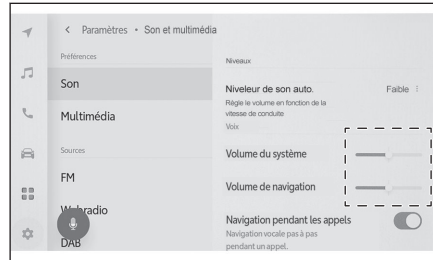 Paramètres • Son et multimédia
Préférences
Son
Multimédia
Sources
FM
Webradio
DAB
Niveaux
Niveleur de son auto. Faible
Règle le volume en fonction de la
vitesse de conduite
Voix
Volume du système
Volume de navigation
Navigation pendant les appels
Navigation vocale pas à pas
pendant un appel.